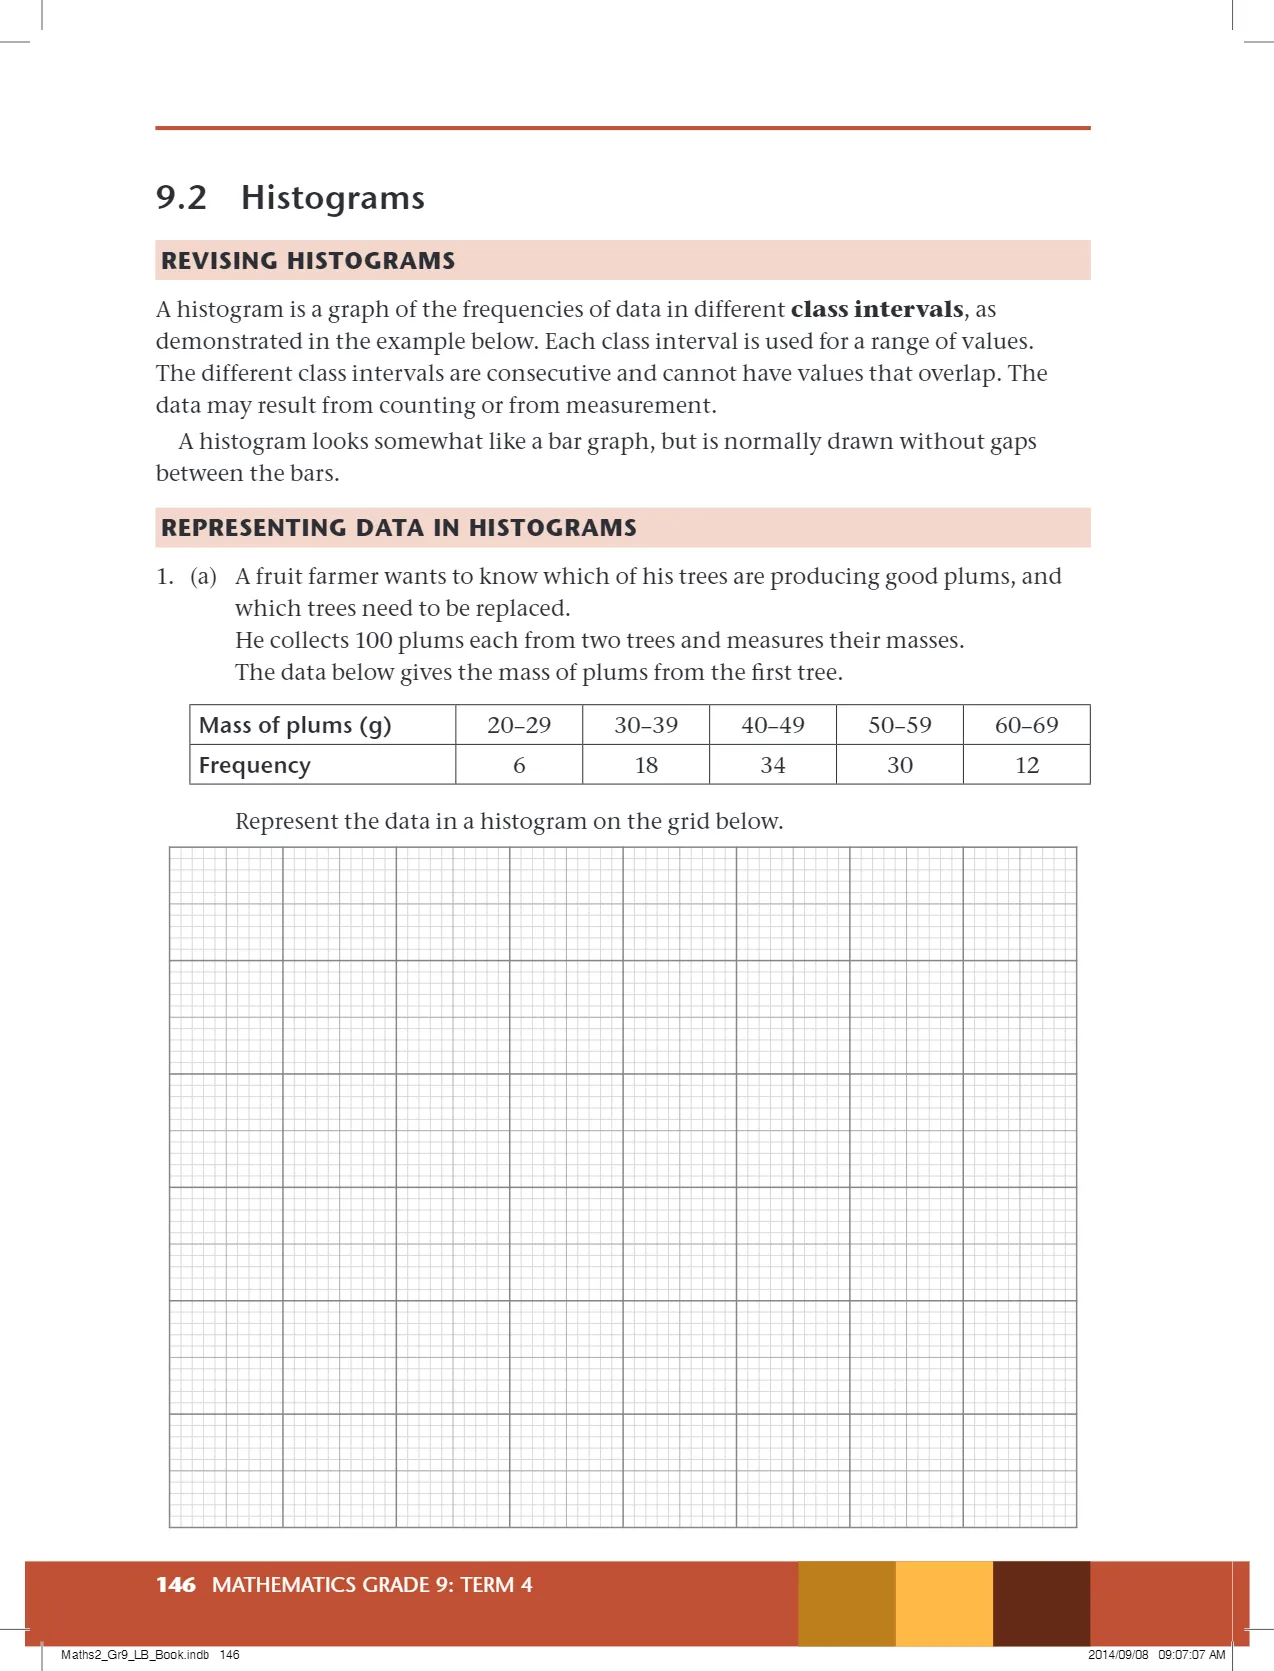 9.2 Histograms
REVISING HISTOGRAMS
A histogram is a graph of the frequencies of data in different class intervals, as
demonstrated in the example below. Each class interval is used for a range of values.
The different class intervals are consecutive and cannot have values that overlap. The
data may result from counting or from measurement.
A histogram looks somewhat like a bar graph, but is normally drawn without gaps
between the bars.
REPRESENTING DATA IN HISTOGRAMS
1. (a) A fruit farmer wants to know which of his trees are producing good plums, and
which trees need to be replaced.
He collects 100 plums each from two trees and measures their masses.
The data below gives the mass of plums from the first tree.
Mass of plums (g) 20–29 30–39 40–49 50–59 60–69
Frequency 6 18 34 30 12
Represent the data in a histogram on the grid below.
146 MATHEMATICS GRADE 9: TERM 4
Maths2_Gr9_LB_Book.indb 146 2014/09/08 09:07:07 AM